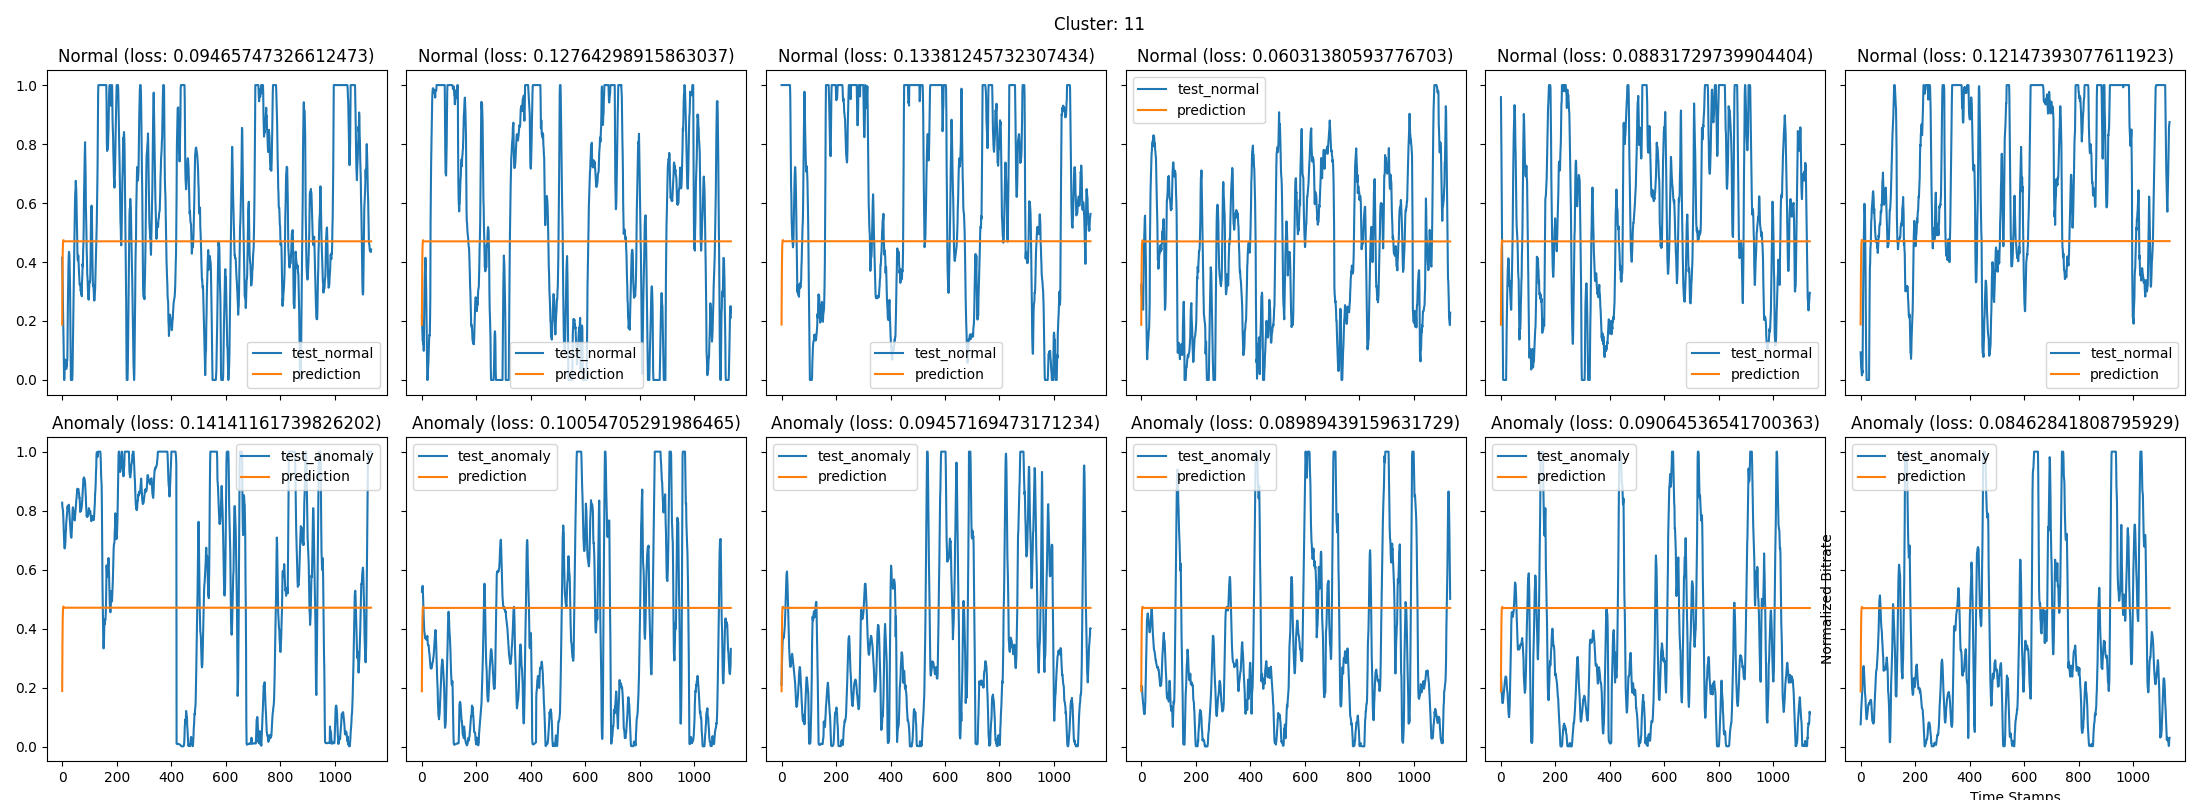 Cluster: 11
Normal (loss: 0.094657447326612473) Normal (loss: 0.12764298915863037) Normal (loss: 0.13381245732307434) Normal (loss: 0.06031380593776703) Normal (loss: 0.08831729739904404) Normal (loss: 0.12147393077611923)
1.0
0.8
0.6
0.4
0.2
0.0
test_normal
prediction
test_normal
prediction
test_normal
prediction
test_normal
prediction
test_normal
prediction
test_normal
prediction
Anomaly (loss: 0.14141161739826202) Anomaly (loss: 0.10054705291986465) Anomaly (loss: 0.09457169473171234) Anomaly (loss: 0.08989439159631729) Anomaly (loss: 0.09064536541700363) Anomaly (loss: 0.08462841808795929)
1.0
0.8
0.6
0.4
0.2
0.0
test_anomaly
prediction
test_anomaly
prediction
test_anomaly
prediction
test_anomaly
prediction
test_anomaly
prediction
test_anomaly
prediction
Normalized Bitrate
0 200 400 600 800 1000 0 200 400 600 800 1000 0 200 400 600 800 1000 0 200 400 600 800 1000 0 200 400 600 800 1000 0 200 400 600 800 1000
Time Stamps